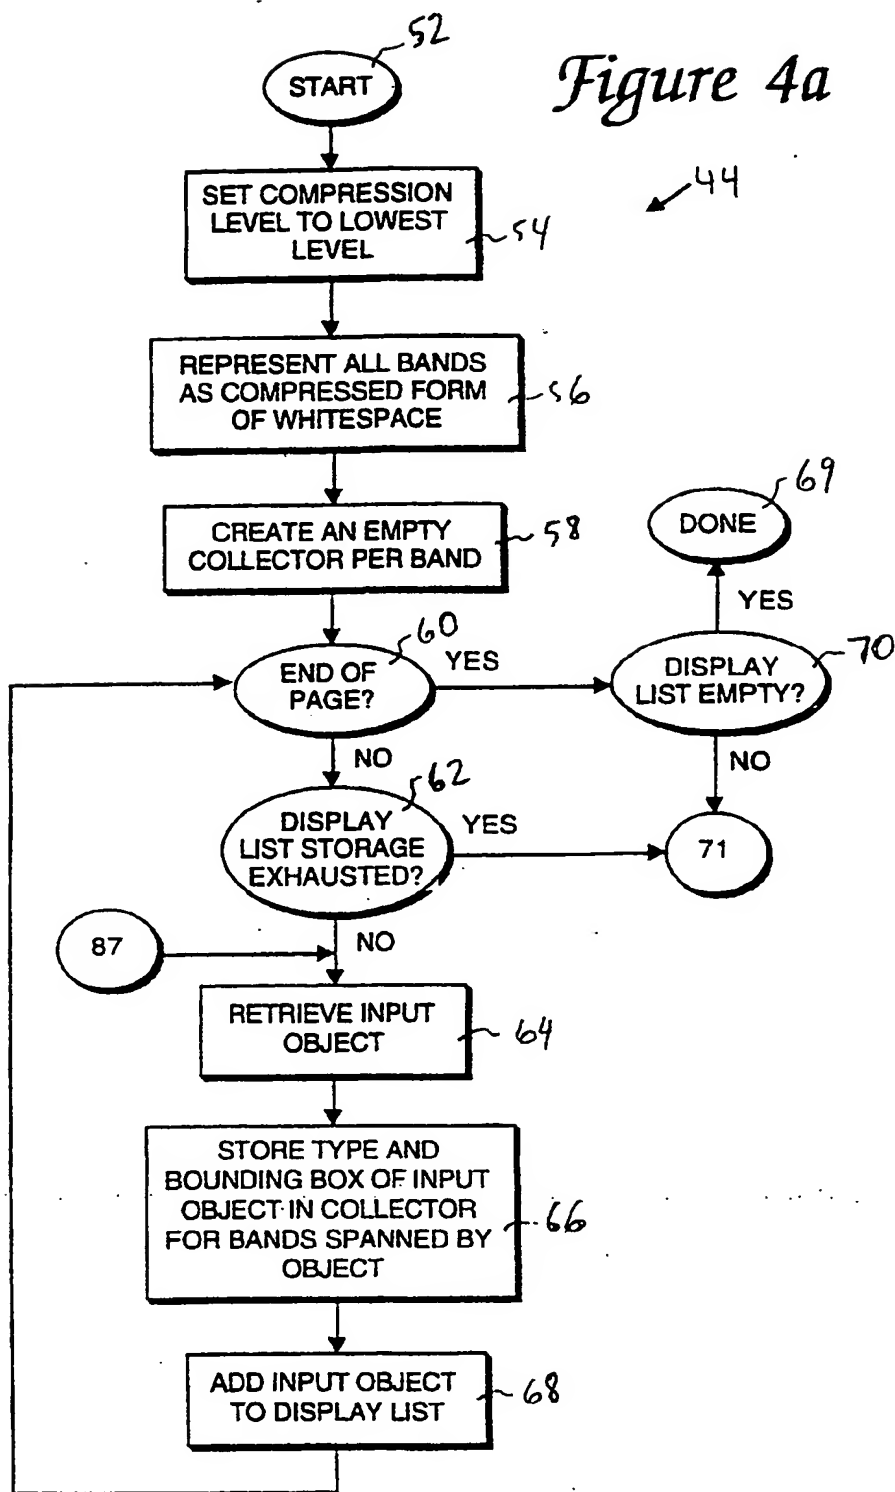 52
START
Figure 4a
44
SET COMPRESSION
LEVEL TO LOWEST
LEVEL
54
REPRESENT ALL BANDS
AS COMPRESSED FORM
OF WHITESPACE
56
69
DONE
CREATE AN EMPTY
COLLECTOR PER BAND
58
YES
60
END OF
PAGE?
YES
DISPLAY
LIST EMPTY?
70
NO
NO
62
DISPLAY
LIST STORAGE
EXHAUSTED?
YES
71
87
NO
RETRIEVE INPUT
OBJECT
64
STORE TYPE AND
BOUNDING BOX OF INPUT
OBJECT IN COLLECTOR
FOR BANDS SPANNED BY
OBJECT
66
ADD INPUT OBJECT
TO DISPLAY LIST
68